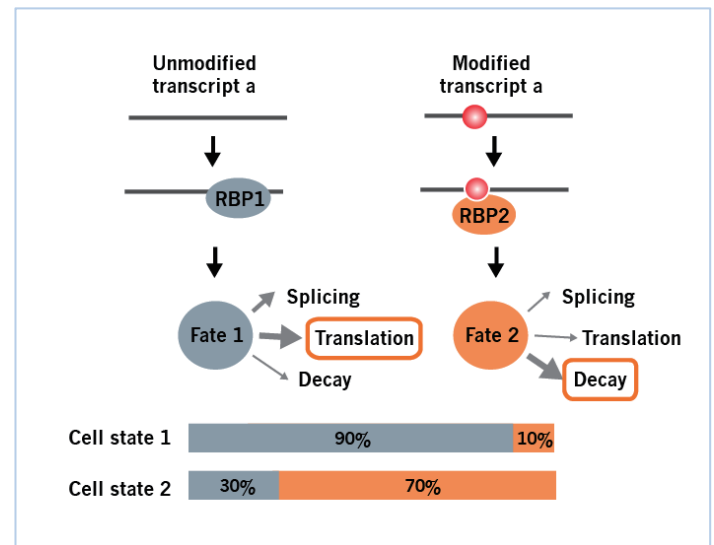 Unmodified
transcript a
Modified
transcript a
RBP1
RBP2
Fate 1
Splicing
Translation
Decay
Fate 2
Splicing
Translation
Decay
Cell state 1
90%
10%
Cell state 2
30%
70%